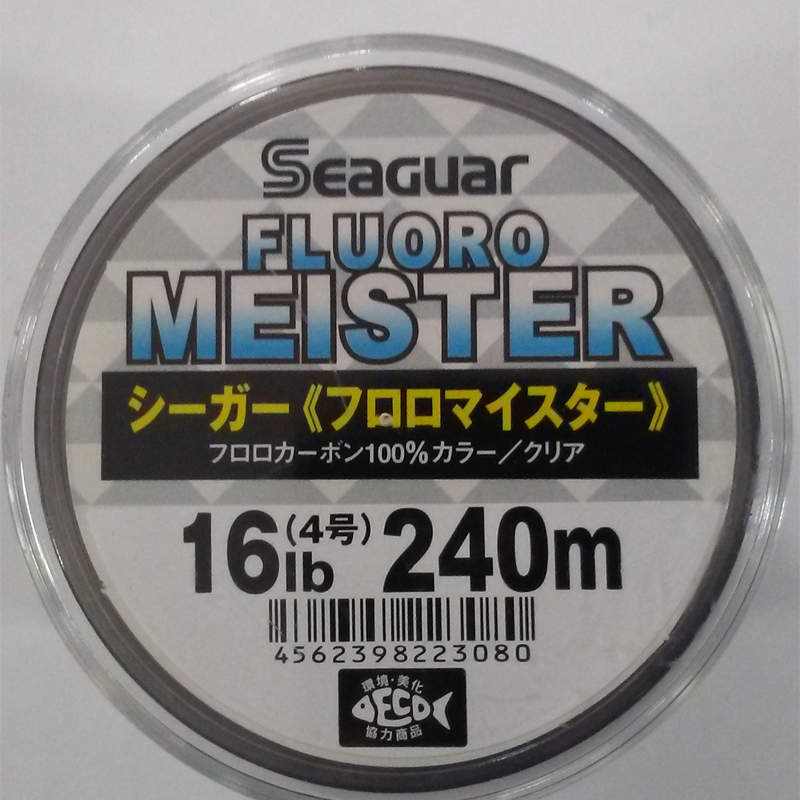 SEAGUAR
FLUORO
MEISTER
シーガー《フロロマイスター》
フロロカーボン100%カラー/クリア
16lb(4号)240m
4562398223080
環境・美化
ECO
協力商品